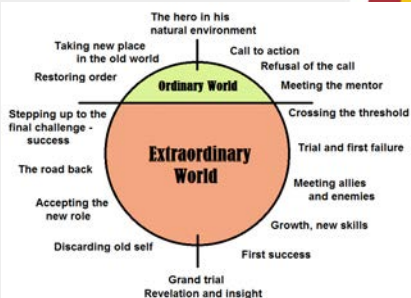 The hero in his
natural environment
Call to action
Refusal of the call
Meeting the mentor
Crossing the threshold
Trial and first failure
Meeting allies
and enemies
Growth, new skills
First success
Grand trial
Revelation and insight
Discarding old self
Accepting the
new role
The road back
Stepping up to the
final challenge -
success
Restoring order
Taking new place
in the old world
Ordinary World
Extraordinary
World